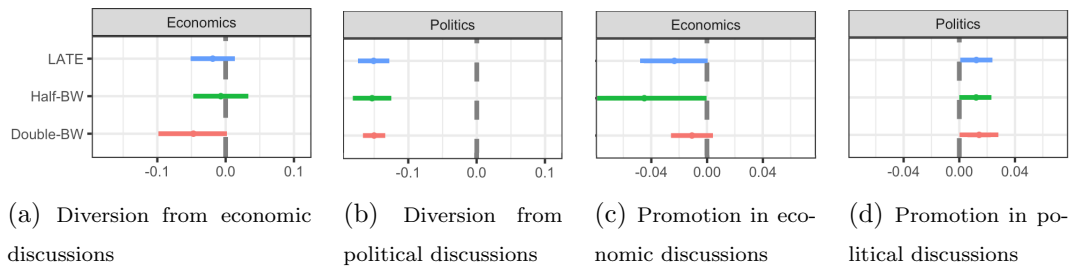 Economics
Politics
Economics
Politics
LATE
Half-BW
Double-BW
-0.1 0.0 0.1
-0.1 0.0 0.1
-0.04 0.00 0.04
-0.04 0.00 0.04
(a) Diversion from economic
discussions
(b) Diversion from
political discussions
(c) Promotion in eco-
nomic discussions
(d) Promotion in po-
litical discussions